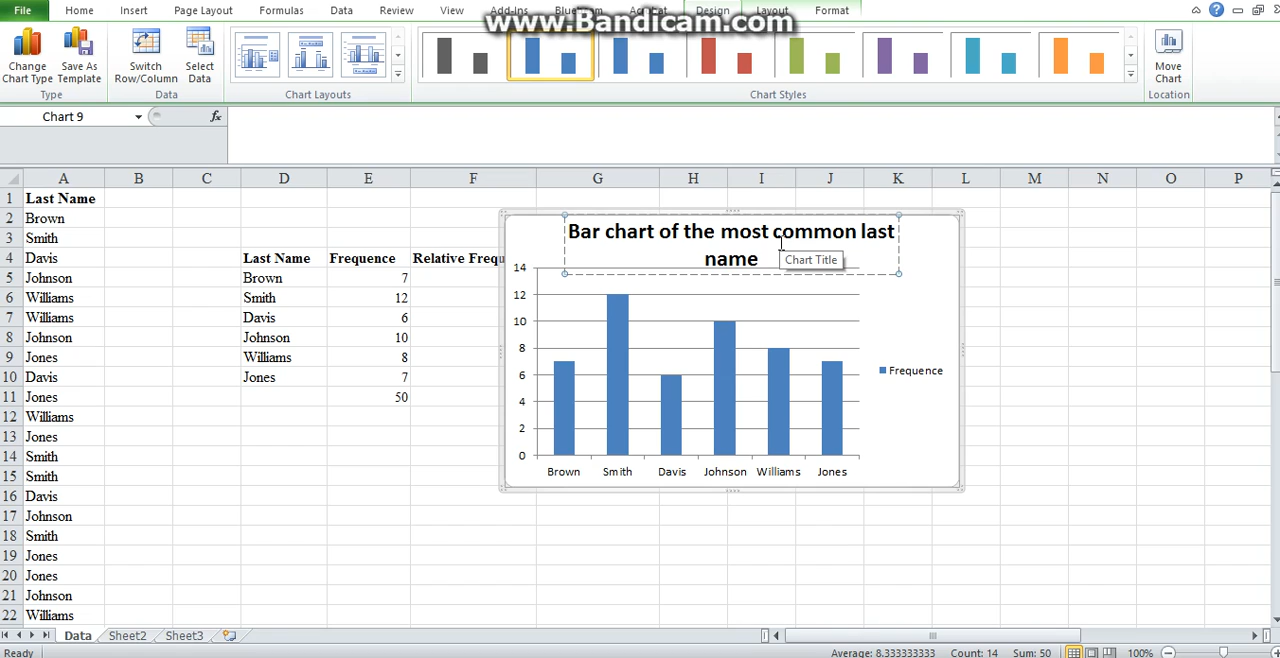 File Home Insert Page Layout Formulas Data Review View Add-Ins Design Layout Format
www.Bandicam.com
Change Chart Type
Save As Template
Switch Row/Column
Select Data
Move Chart
Type Data Chart Layouts Chart Styles Location
Chart 9 fx
A B C D E F G H I J K L M N O P
1 Last Name
2 Brown
3 Smith
4 Davis Last Name Frequence Relative Frequ
5 Johnson Brown 7
6 Williams Smith 12
7 Williams Davis 6
8 Johnson Johnson 10
9 Jones Williams 8
10 Davis Jones 7
11 Jones 50
12 Williams
13 Jones
14 Smith
15 Smith
16 Davis
17 Johnson
18 Smith
19 Jones
20 Jones
21 Johnson
22 Williams
Bar chart of the most common last
name
Chart Title
14
12
10
8
6
4
2
0
Brown Smith Davis Johnson Williams Jones
Frequence
Data Sheet2 Sheet3
Ready Average: 8.333333333 Count: 14 Sum: 50 100%